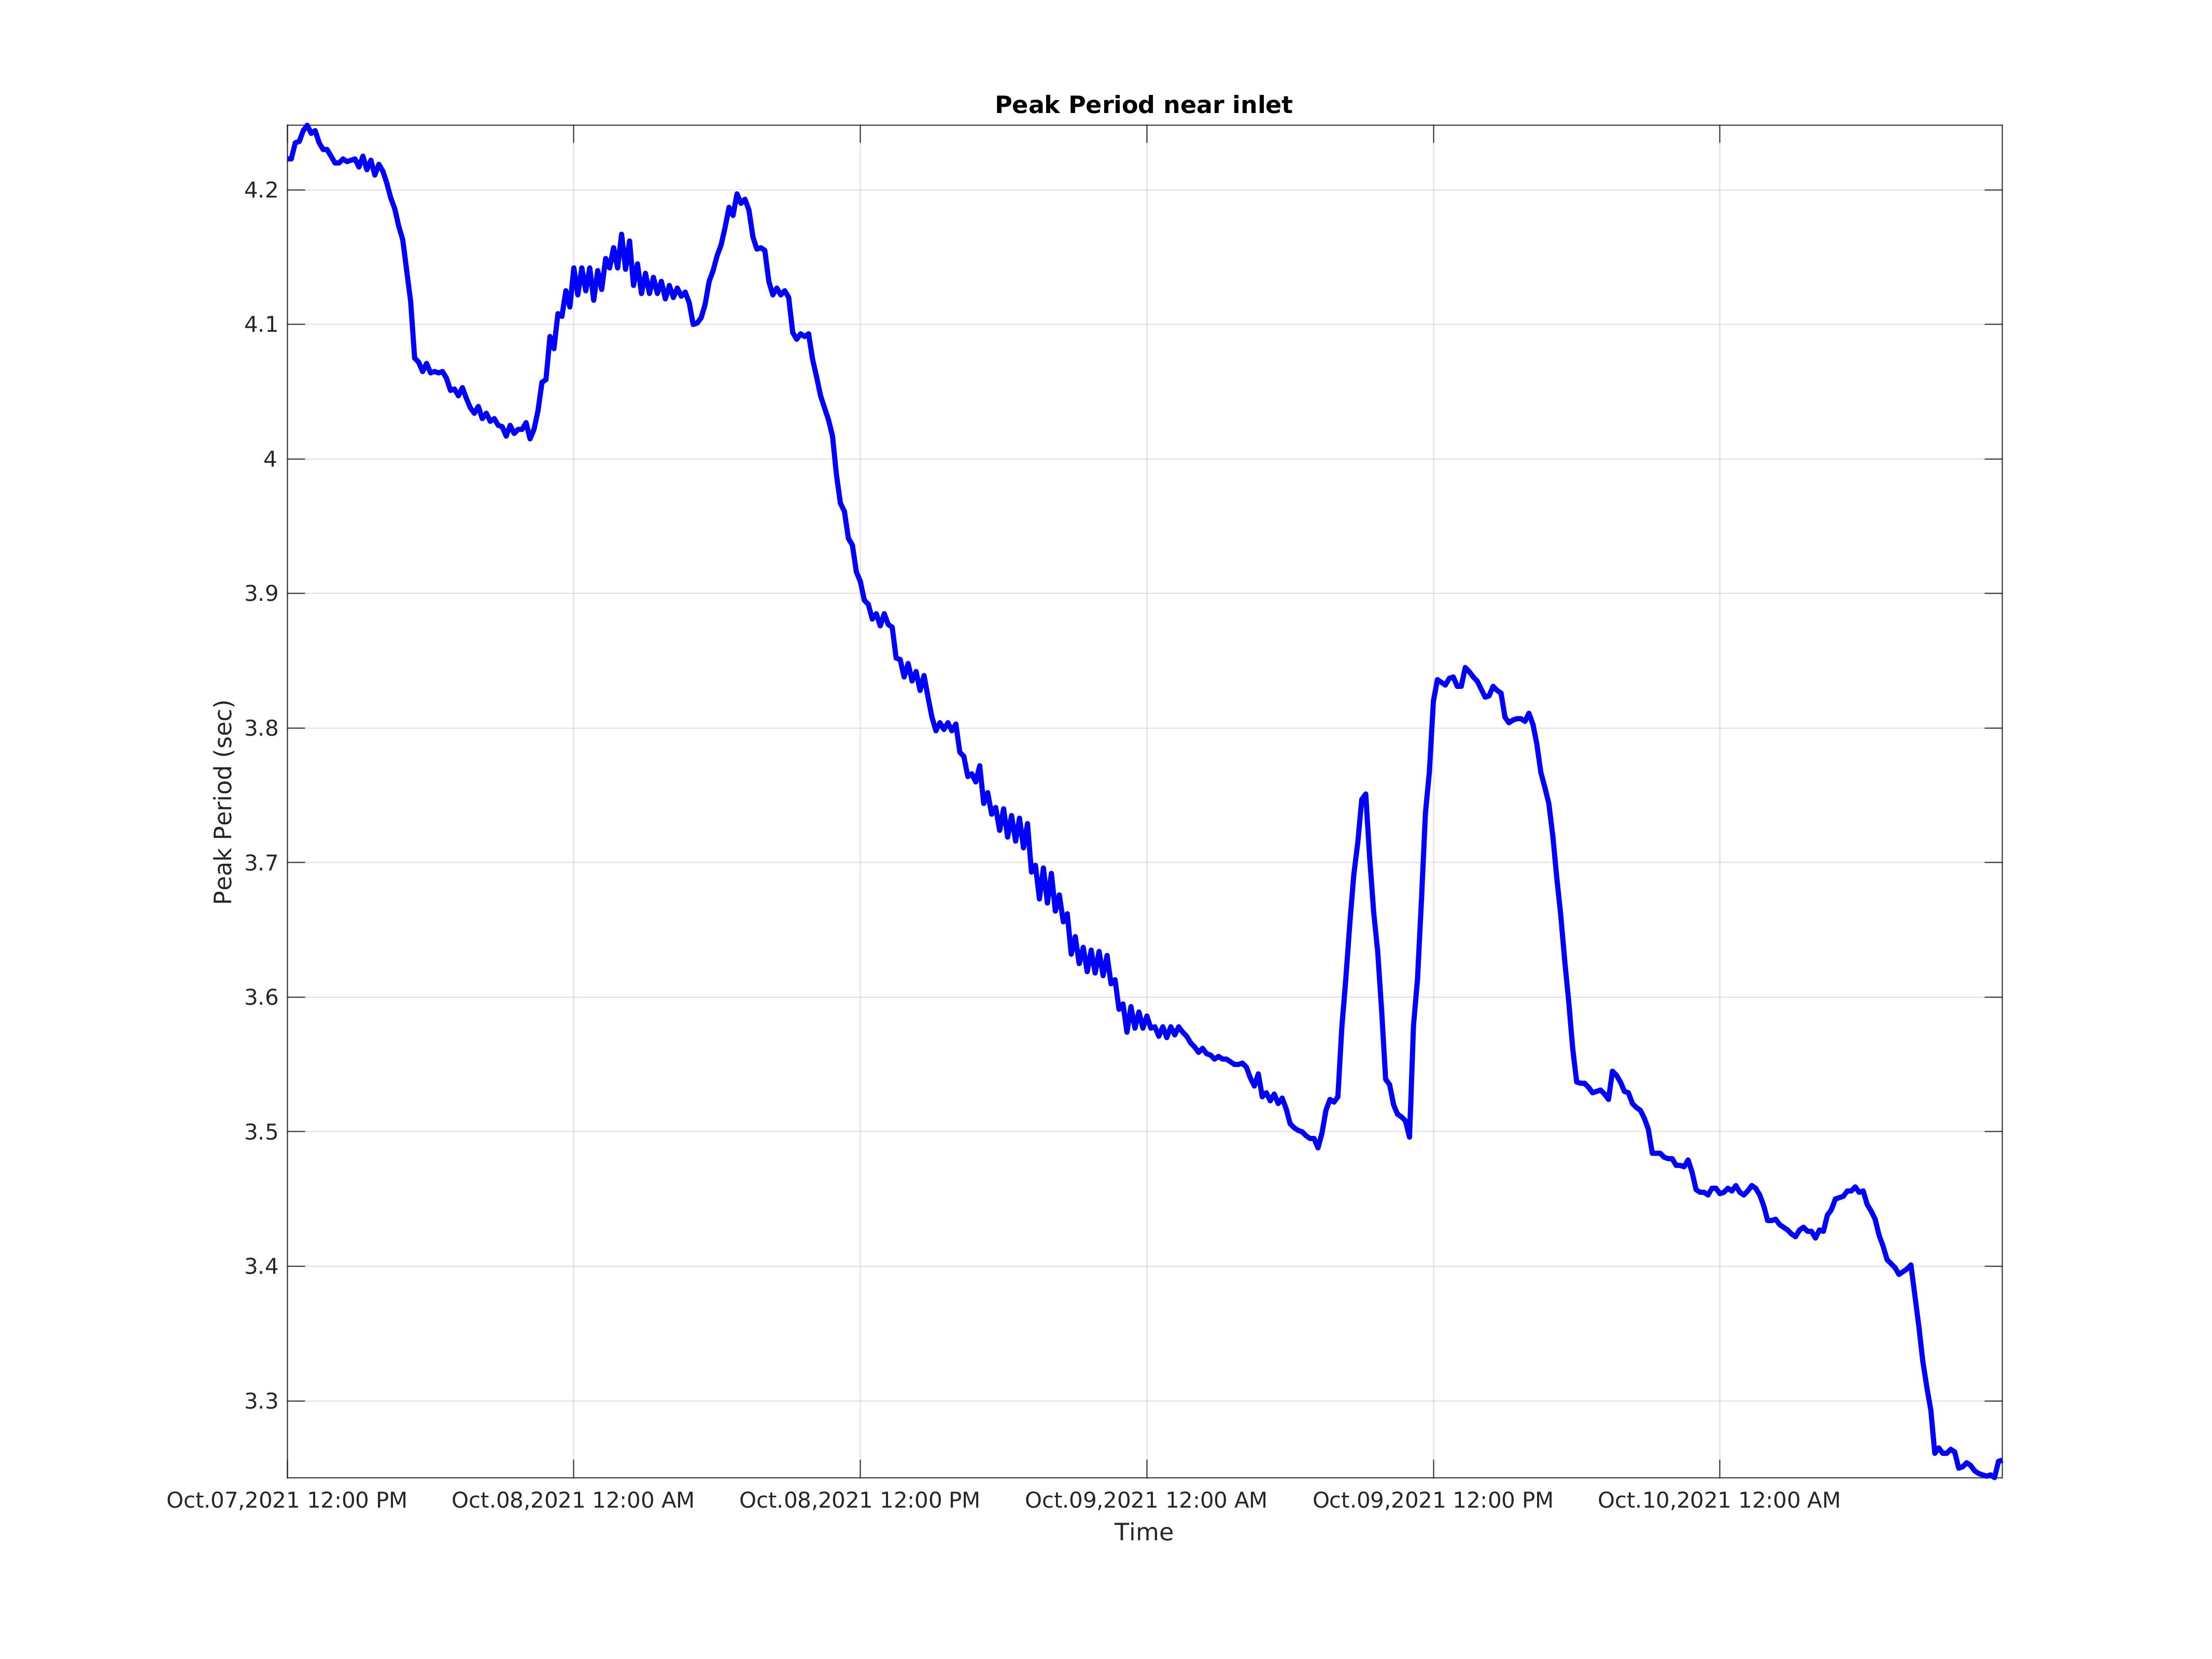 Peak Period near inlet
4.2
4.1
4
3.9
3.8
3.7
3.6
3.5
3.4
3.3
Peak Period (sec)
Oct.07,2021 12:00 PM Oct.08,2021 12:00 AM Oct.08,2021 12:00 PM Oct.09,2021 12:00 AM Oct.09,2021 12:00 PM Oct.10,2021 12:00 AM
Time